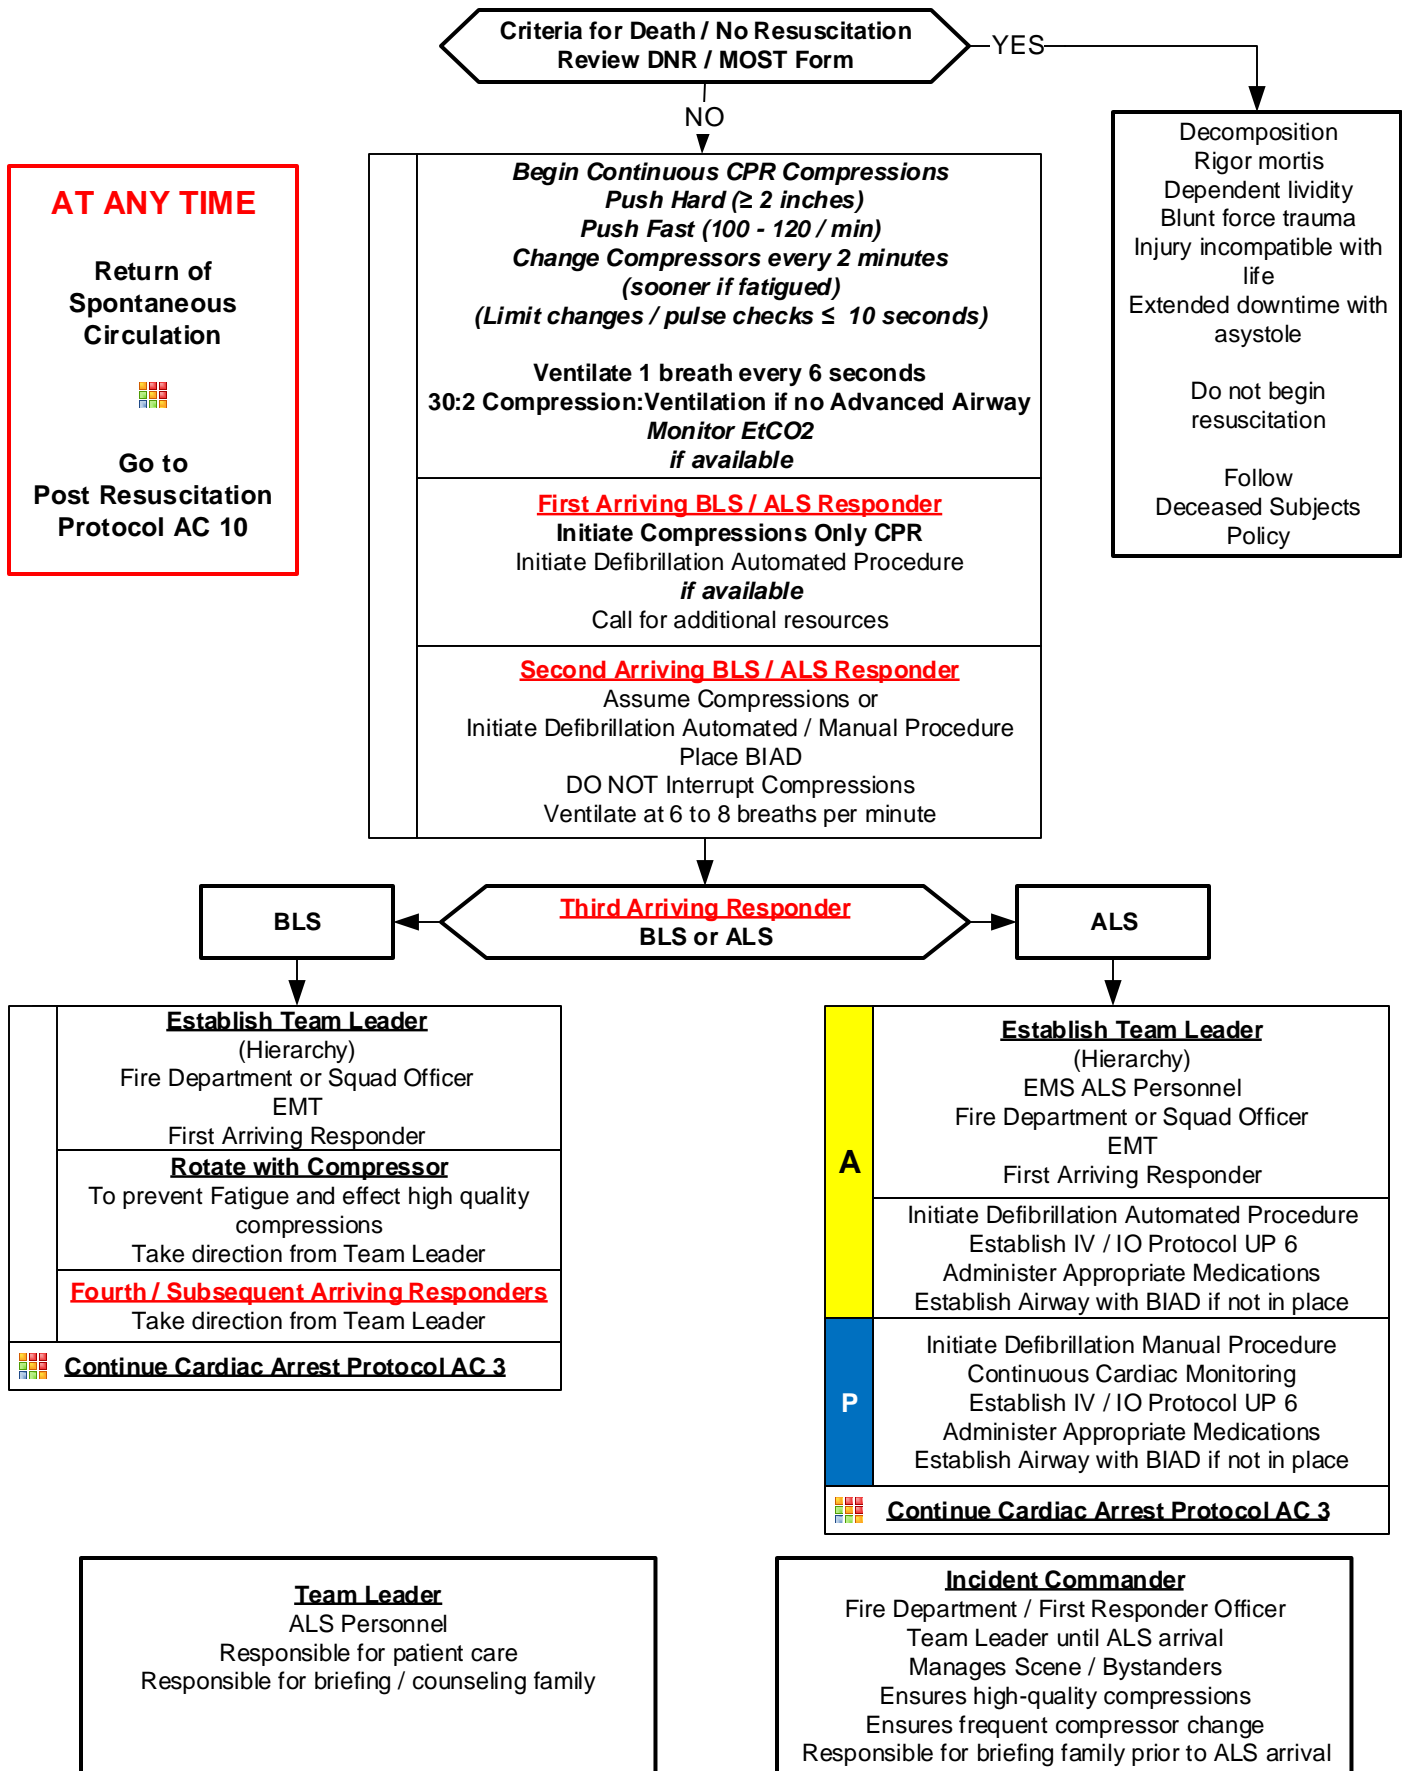 Criteria for Death / No Resuscitation
Review DNR / MOST Form
YES
NO
Decomposition
Rigor mortis
Dependent lividity
Blunt force trauma
Injury incompatible with
life
Extended downtime with
asystole
Do not begin
resuscitation
Follow
Deceased Subjects
Policy
AT ANY TIME
Return of
Spontaneous
Circulation
Go to
Post Resuscitation
Protocol AC 10
Begin Continuous CPR Compressions
Push Hard (≥ 2 inches)
Push Fast (100 - 120 / min)
Change Compressors every 2 minutes
(sooner if fatigued)
(Limit changes / pulse checks ≤ 10 seconds)
Ventilate 1 breath every 6 seconds
30:2 Compression:Ventilation if no Advanced Airway
Monitor EtCO2
if available
First Arriving BLS / ALS Responder
Initiate Compressions Only CPR
Initiate Defibrillation Automated Procedure
if available
Call for additional resources
Second Arriving BLS / ALS Responder
Assume Compressions or
Initiate Defibrillation Automated / Manual Procedure
Place BIAD
DO NOT Interrupt Compressions
Ventilate at 6 to 8 breaths per minute
Third Arriving Responder
BLS or ALS
BLS
ALS
Establish Team Leader
(Hierarchy)
Fire Department or Squad Officer
EMT
First Arriving Responder
Rotate with Compressor
To prevent Fatigue and effect high quality
compressions
Take direction from Team Leader
Fourth / Subsequent Arriving Responders
Take direction from Team Leader
Continue Cardiac Arrest Protocol AC 3
A
Establish Team Leader
(Hierarchy)
EMS ALS Personnel
Fire Department or Squad Officer
EMT
First Arriving Responder
Initiate Defibrillation Automated Procedure
Establish IV / IO Protocol UP 6
Administer Appropriate Medications
Establish Airway with BIAD if not in place
P
Initiate Defibrillation Manual Procedure
Continuous Cardiac Monitoring
Establish IV / IO Protocol UP 6
Administer Appropriate Medications
Establish Airway with BIAD if not in place
Continue Cardiac Arrest Protocol AC 3
Team Leader
ALS Personnel
Responsible for patient care
Responsible for briefing / counseling family
Incident Commander
Fire Department / First Responder Officer
Team Leader until ALS arrival
Manages Scene / Bystanders
Ensures high-quality compressions
Ensures frequent compressor change
Responsible for briefing family prior to ALS arrival